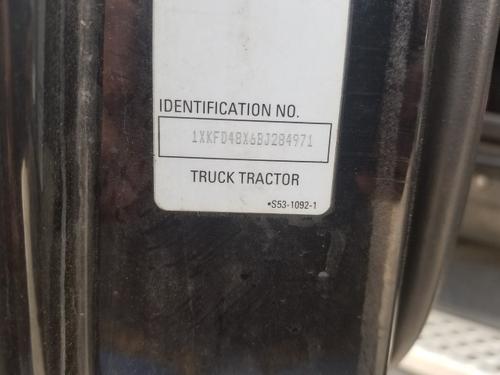 IDENTIFICATION NO.
1XKFD48X6BJ284971
TRUCK TRACTOR
•S53-1092-1